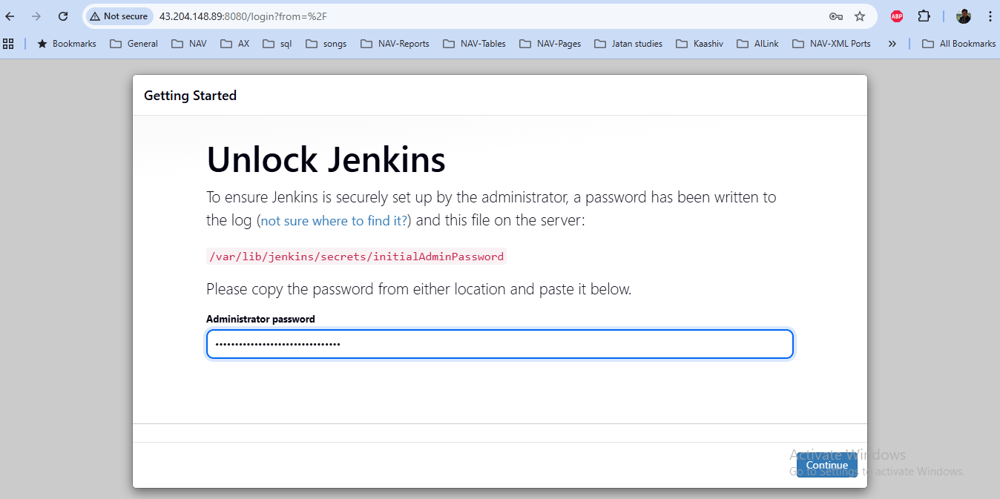 Not secure 43.204.148.89:8080/login?from=%2F ABP
Bookmarks General NAV AX sql songs NAV-Reports NAV-Tables NAV-Pages Jatan studies Kaashiv AILink NAV-XML Ports » All Bookmarks
Getting Started
Unlock Jenkins
To ensure Jenkins is securely set up by the administrator, a password has been written to
the log (not sure where to find it?) and this file on the server:
/var/lib/jenkins/secrets/initialAdminPassword
Please copy the password from either location and paste it below.
Administrator password
••••••••••••••••••••••••••••••••
Activate Windows
Continue
Go to Settings to activate Windows.